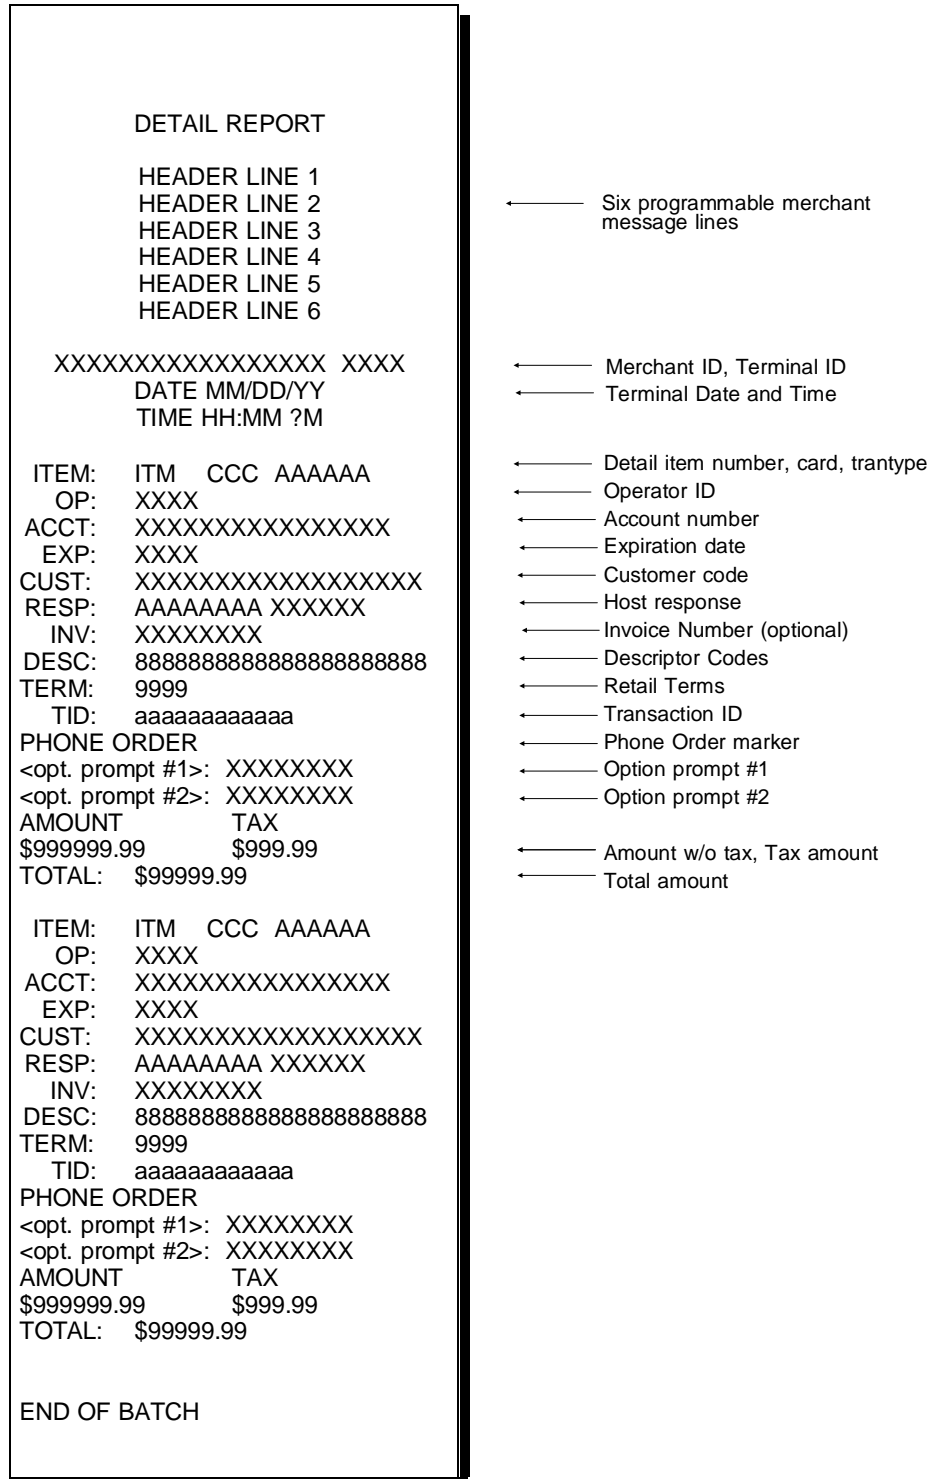 DETAIL REPORT
HEADER LINE 1
HEADER LINE 2
HEADER LINE 3
HEADER LINE 4
HEADER LINE 5
HEADER LINE 6
Six programmable merchant
message lines
XXXXXXXXXXXXXXXXX XXXX
Merchant ID, Terminal ID
DATE MM/DD/YY
Terminal Date and Time
TIME HH:MM ?M
ITEM: ITM CCC AAAAAA
Detail item number, card, trantype
OP: XXXX
Operator ID
ACCT: XXXXXXXXXXXXXXXX
Account number
EXP: XXXX
Expiration date
CUST: XXXXXXXXXXXXXXXXXX
Customer code
RESP: AAAAAAAA XXXXXX
Host response
INV: XXXXXXXX
Invoice Number (optional)
DESC: 8888888888888888888888
Descriptor Codes
TERM: 9999
Retail Terms
TID: aaaaaaaaaaaa
Transaction ID
PHONE ORDER
Phone Order marker
<opt. prompt #1>: XXXXXXXX
Option prompt #1
<opt. prompt #2>: XXXXXXXX
Option prompt #2
AMOUNT TAX
$999999.99 $999.99
Amount w/o tax, Tax amount
TOTAL: $99999.99
Total amount
ITEM: ITM CCC AAAAAA
OP: XXXX
ACCT: XXXXXXXXXXXXXXXX
EXP: XXXX
CUST: XXXXXXXXXXXXXXXXXX
RESP: AAAAAAAA XXXXXX
INV: XXXXXXXX
DESC: 8888888888888888888888
TERM: 9999
TID: aaaaaaaaaaaa
PHONE ORDER
<opt. prompt #1>: XXXXXXXX
<opt. prompt #2>: XXXXXXXX
AMOUNT TAX
$999999.99 $999.99
TOTAL: $99999.99
END OF BATCH